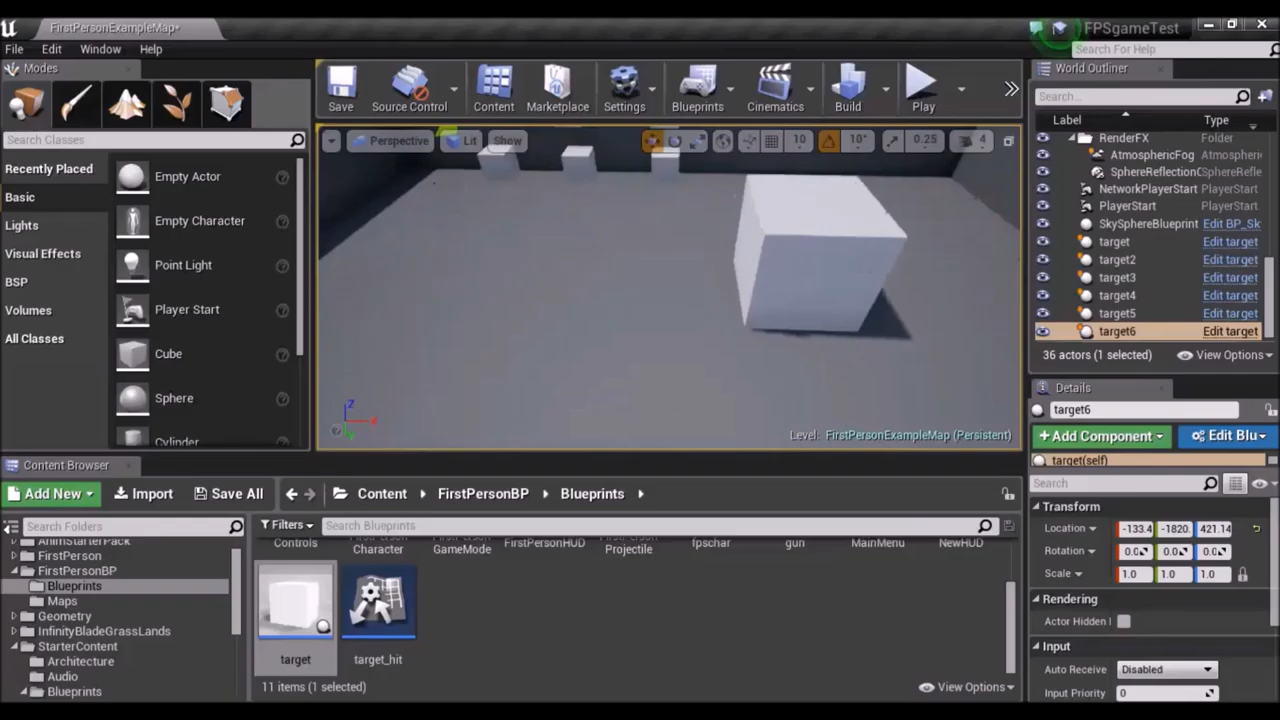 FirstPersonExampleMap*
FPSgameTest
File Edit Window Help
Search For Help
Modes
Search Classes
Recently Placed
Basic
Lights
Visual Effects
BSP
Volumes
All Classes
Empty Actor
Empty Character
Point Light
Player Start
Cube
Sphere
Cylinder
Save
Source Control
Content
Marketplace
Settings
Blueprints
Cinematics
Build
Play
Perspective Lit Show 10 10° 0.25 4
Z
X
Y
Level: FirstPersonExampleMap (Persistent)
World Outliner
Search...
Label Type
RenderFX Folder
AtmosphericFog Atmospheric
SphereReflectionC SphereRefle
NetworkPlayerStart PlayerStart
PlayerStart PlayerStart
SkySphereBlueprint Edit BP_Sk
target Edit target
target2 Edit target
target3 Edit target
target4 Edit target
target5 Edit target
target6 Edit target
36 actors (1 selected) View Options
Details
target6
Add Component Edit Blu
target(self)
Search
Transform
Location -133.4 -1820. 421.14
Rotation 0.0 0.0 0.0
Scale 1.0 1.0 1.0
Rendering
Actor Hidden I
Input
Auto Receive Disabled
Input Priority 0
Content Browser
Add New Import Save All Content FirstPersonBP Blueprints
Search Folders
AnimStarterPack
FirstPerson
FirstPersonBP
Blueprints
Maps
Geometry
InfinityBladeGrassLands
StarterContent
Architecture
Audio
Blueprints
Filters Search Blueprints
Controls
Character
GameMode
FirstPersonHUD
Projectile
fpschar
gun
MainMenu
NewHUD
target
target_hit
11 items (1 selected) View Options